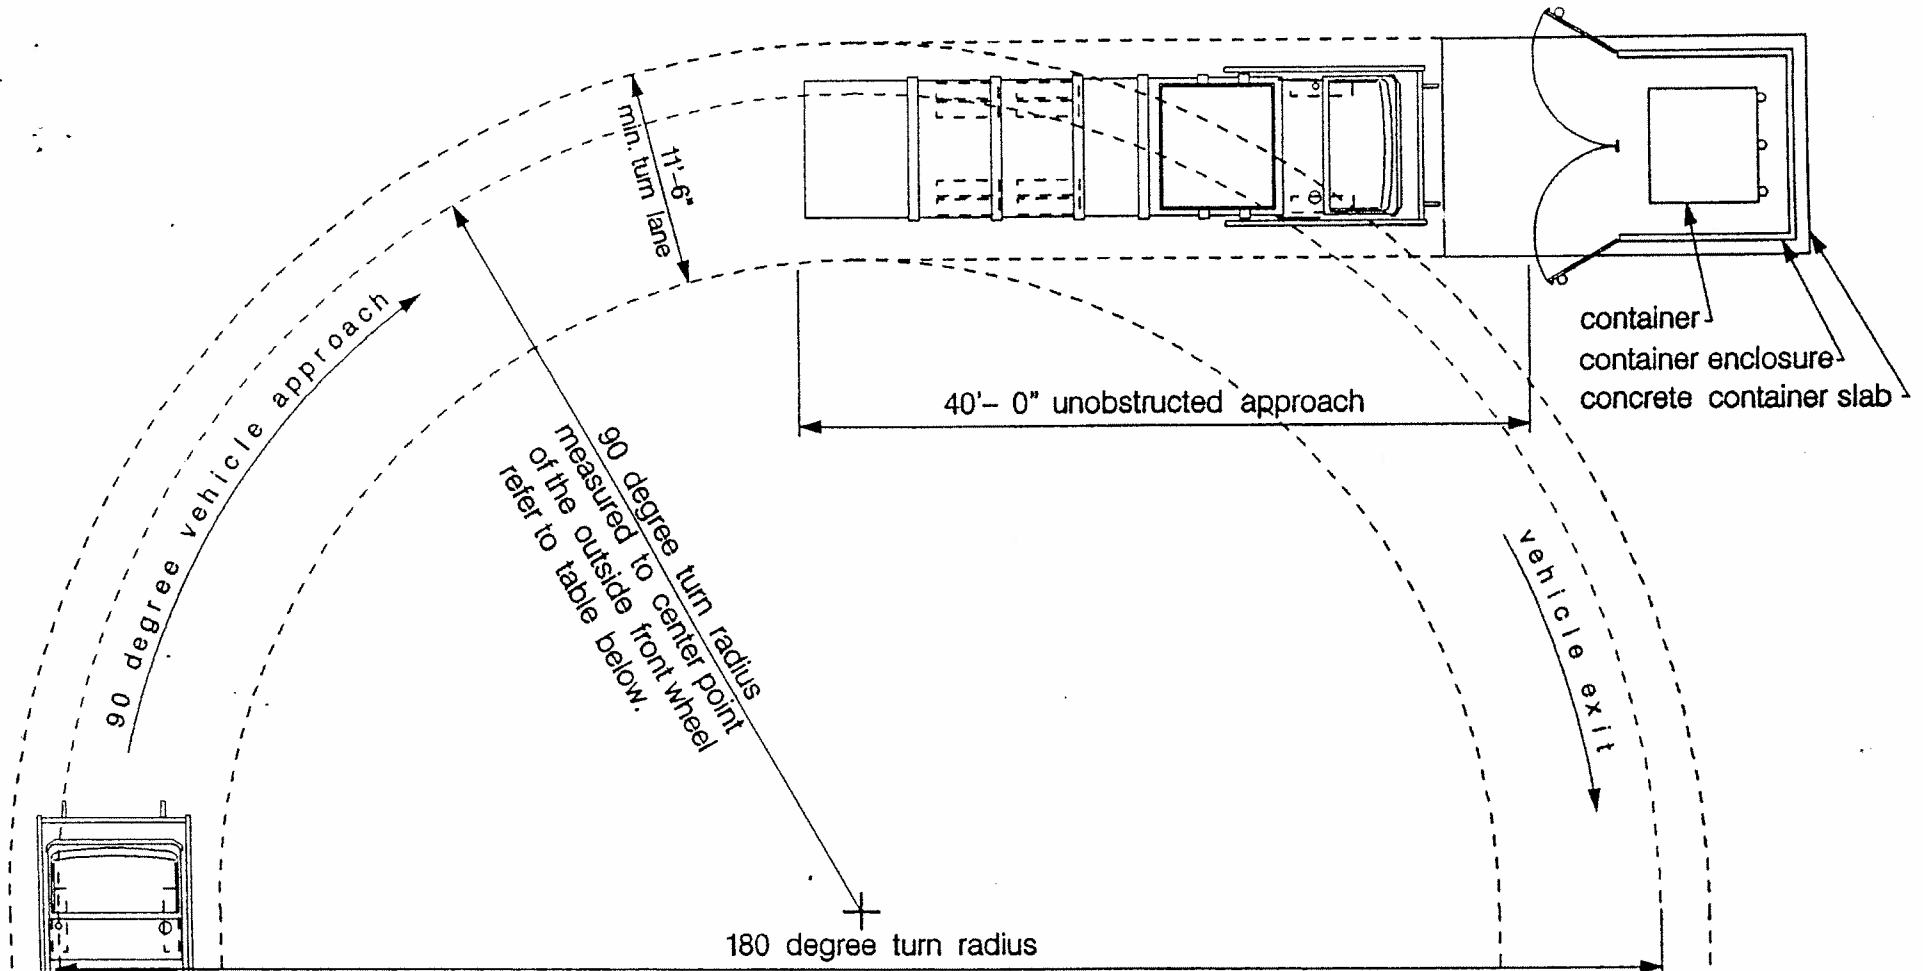 11'-6"
min. turn lane
container
container enclosure
concrete container slab
40'- 0" unobstructed approach
90 degree vehicle approach
90 degree turn radius
measured to center point
of the outside front wheel
refer to table below.
vehicle exit
180 degree turn radius